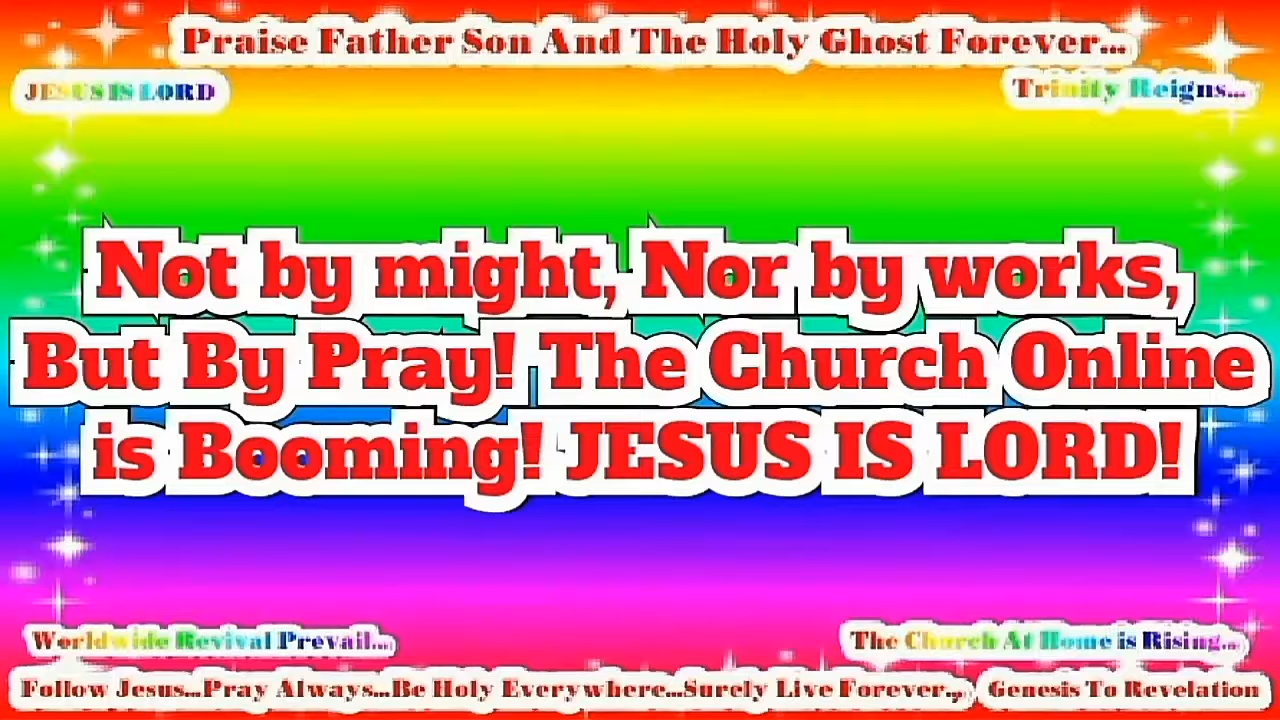 Praise Father Son And The Holy Ghost Forever...
JESUS IS LORD
Trinity Reigns...
Not by might, Nor by works,
But By Pray! The Church Online
is Booming! JESUS IS LORD!
Worldwide Revival Prevail...
The Church At Home is Rising...
Follow Jesus...Pray Always...Be Holy Everywhere...Surely Live Forever.,,
Genesis To Revelation